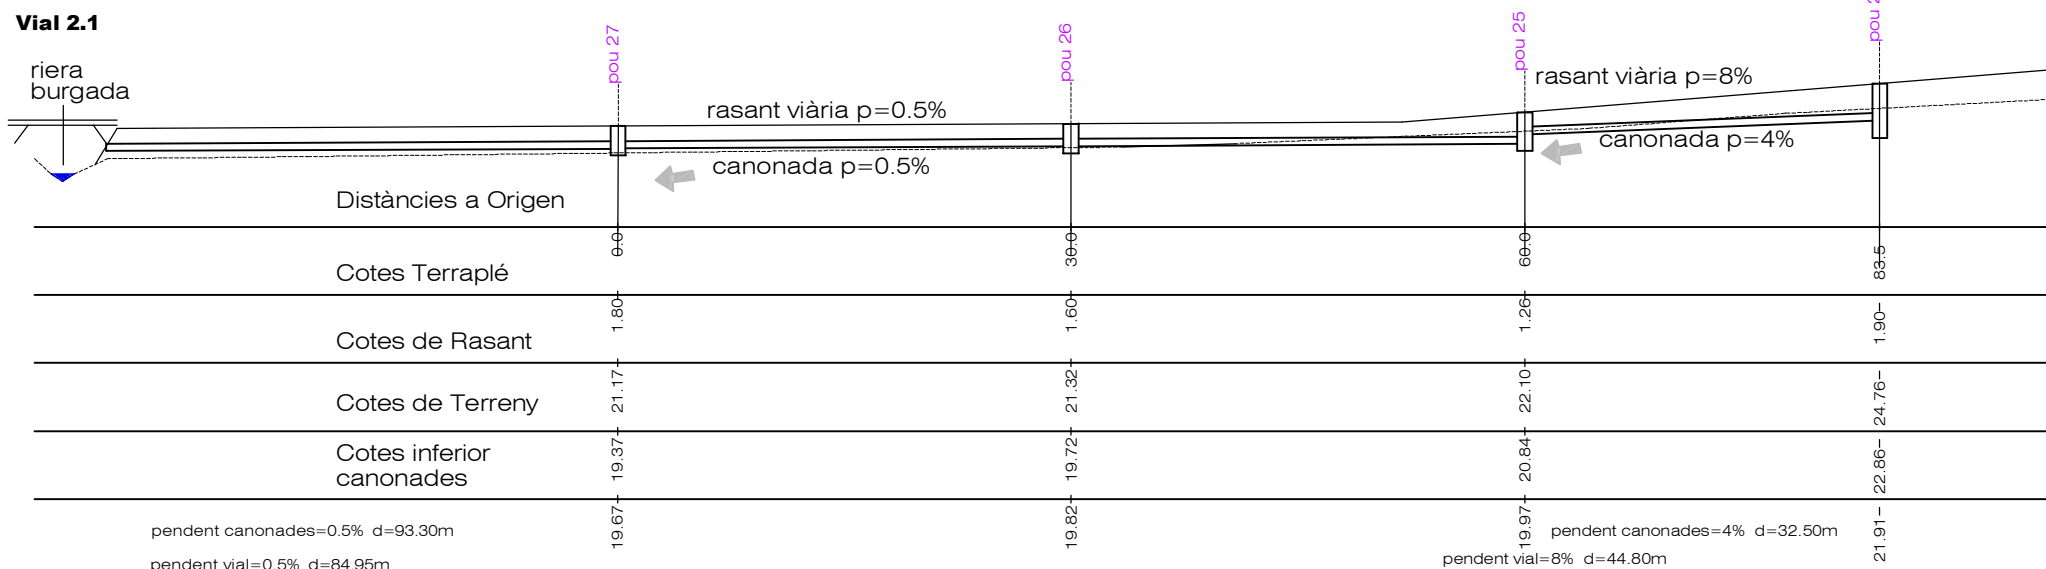 Vial 2.1
riera
burgada
pou 27
pou 26
pou 25
pou
rasant viària p=0.5%
rasant viària p=8%
canonada p=0.5%
canonada p=4%
Distàncies a Origen
0.0
30.0
60.0
83.5
Cotes Terraplé
1.80
1.60
1.26
1.90
Cotes de Rasant
21.17
21.32
22.10
24.76
Cotes de Terreny
19.37
19.72
20.84
22.86
Cotes inferior
canonades
19.67
19.82
19.97
21.91
pendent canonades=0.5% d=93.30m
pendent canonades=4% d=32.50m
pendent vial=0.5% d=84.95m
pendent vial=8% d=44.80m